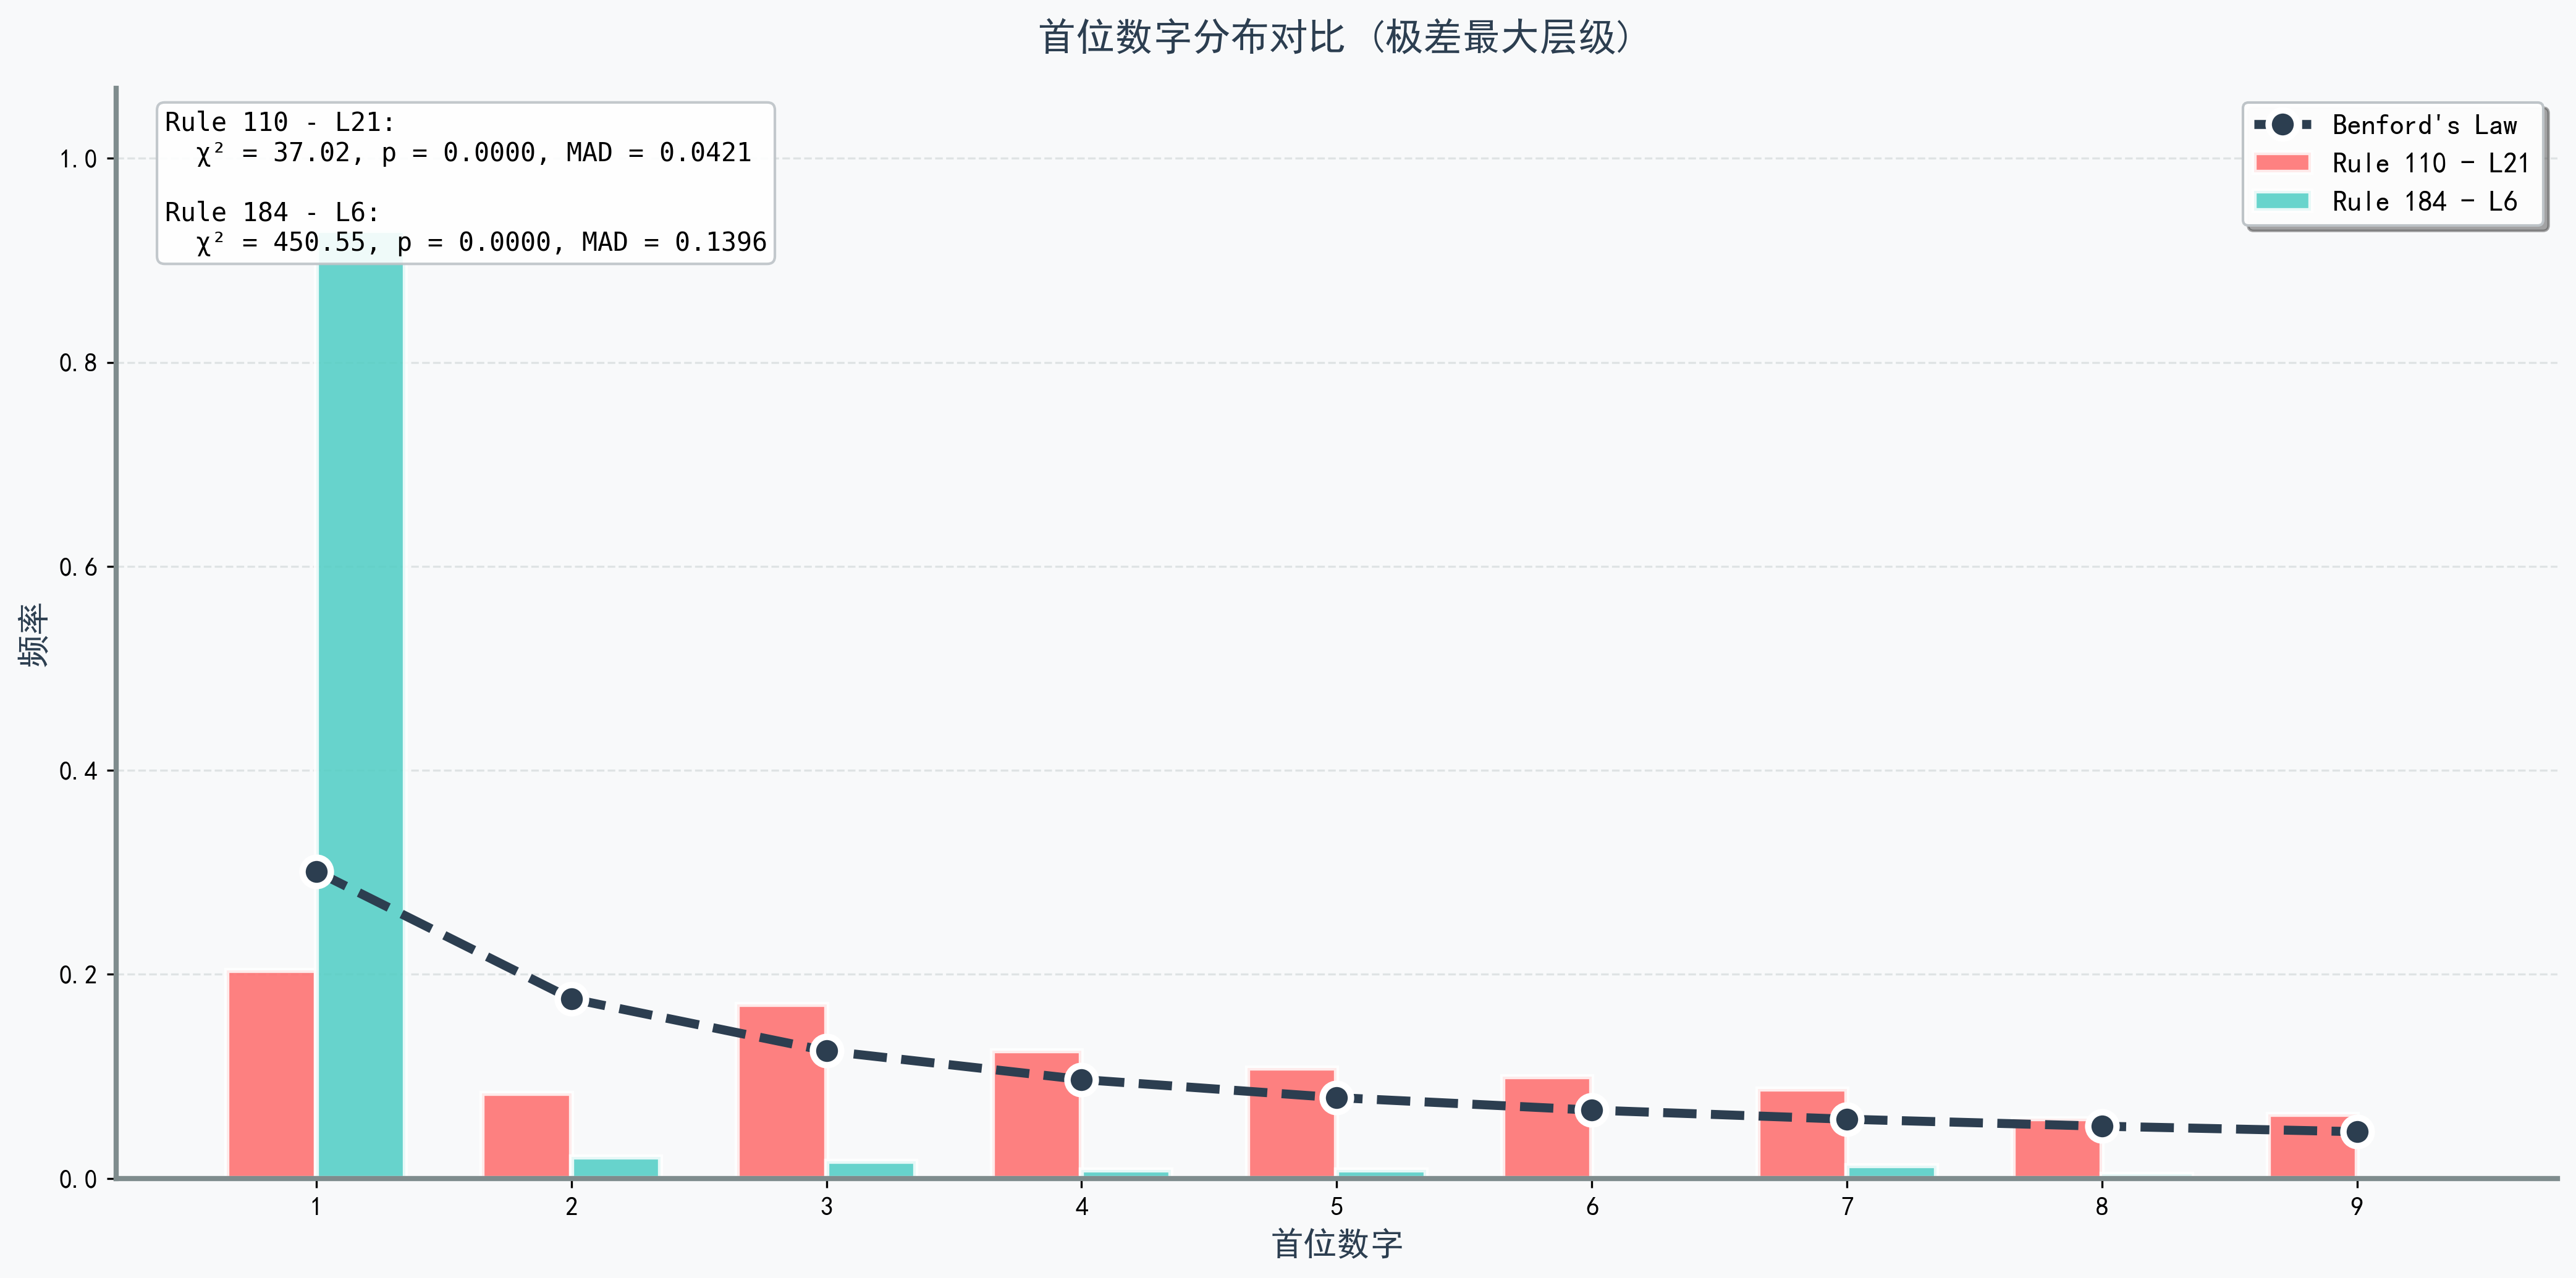 首位数字分布对比 (极差最大层级)
Rule 110 - L21:
χ² = 37.02, p = 0.0000, MAD = 0.0421
Rule 184 - L6:
χ² = 450.55, p = 0.0000, MAD = 0.1396
Benford's Law
Rule 110 - L21
Rule 184 - L6
频率
1.0
0.8
0.6
0.4
0.2
0.0
1 2 3 4 5 6 7 8 9
首位数字